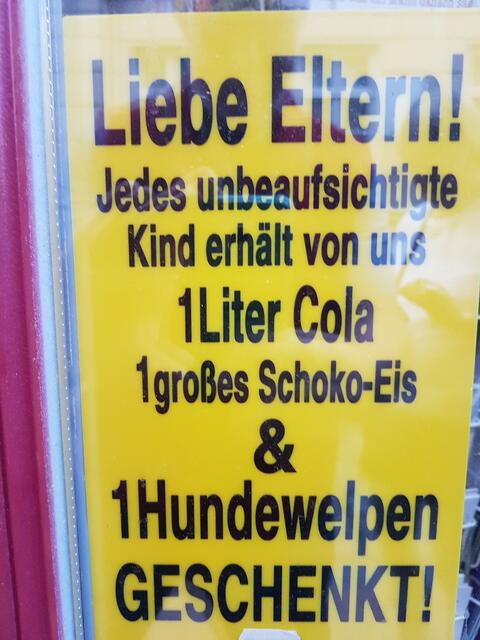 Liebe Eltern!
Jedes unbeaufsichtigte
Kind erhält von uns
1Liter Cola
1großes Schoko-Eis
&
1Hundewelpen
GESCHENKT!